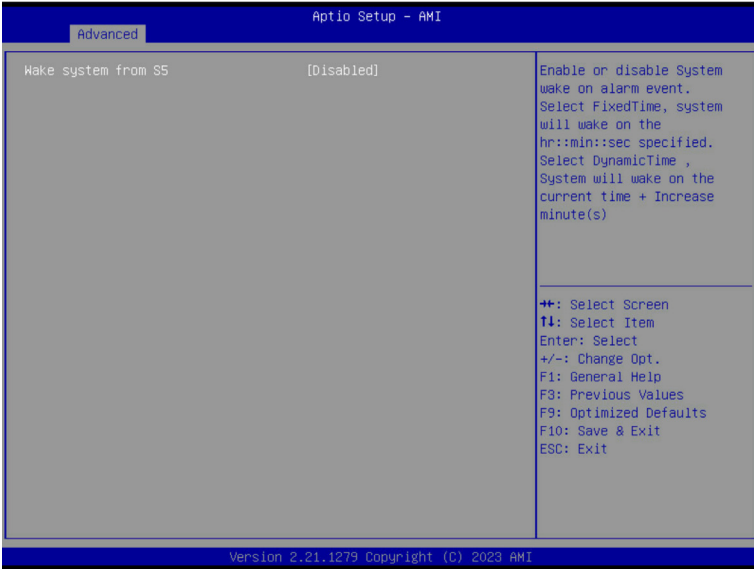 Aptio Setup – AMI
Advanced
Wake system from S5 [Disabled]
Enable or disable System
wake on alarm event.
Select FixedTime, system
will wake on the
hr::min::sec specified.
Select DynamicTime ,
System will wake on the
current time + Increase
minute(s)
→←: Select Screen
↑↓: Select Item
Enter: Select
+/-: Change Opt.
F1: General Help
F3: Previous Values
F9: Optimized Defaults
F10: Save & Exit
ESC: Exit
Version 2.21.1279 Copyright (C) 2023 AMI